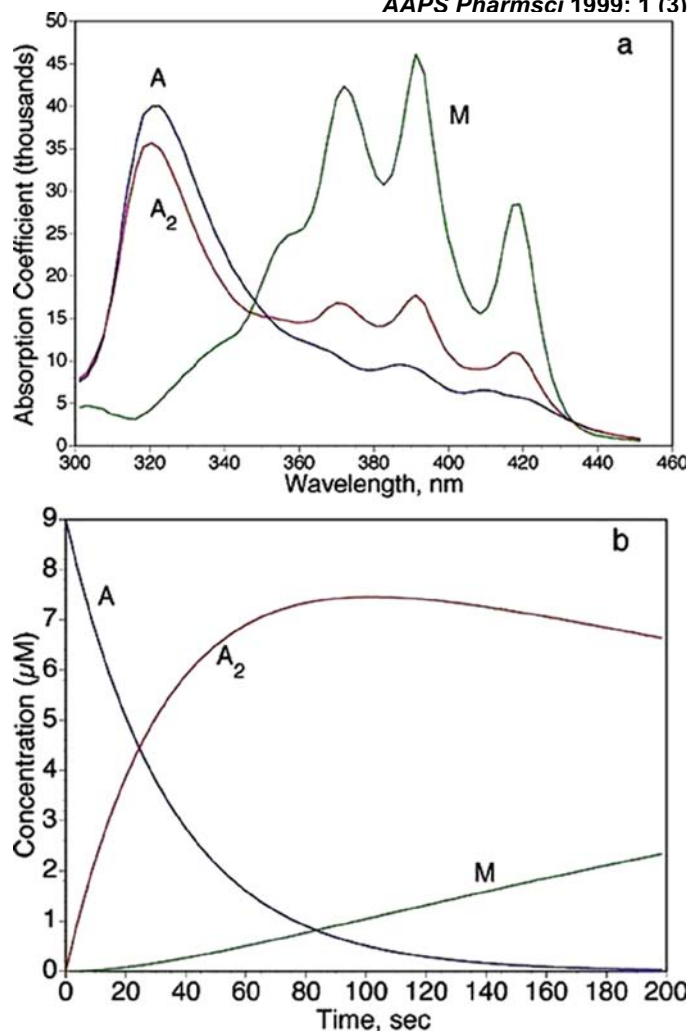 AAPS Pharmsci 1999; 1 (3)
a
50
45
40
35
30
25
20
15
10
5
0
Absorption Coefficient (thousands)
A
A2
M
300 320 340 360 380 400 420 440 460
Wavelength, nm
b
9
8
7
6
5
4
3
2
1
0
Concentration (µM)
A
A2
M
0 20 40 60 80 100 120 140 160 180 200
Time, sec